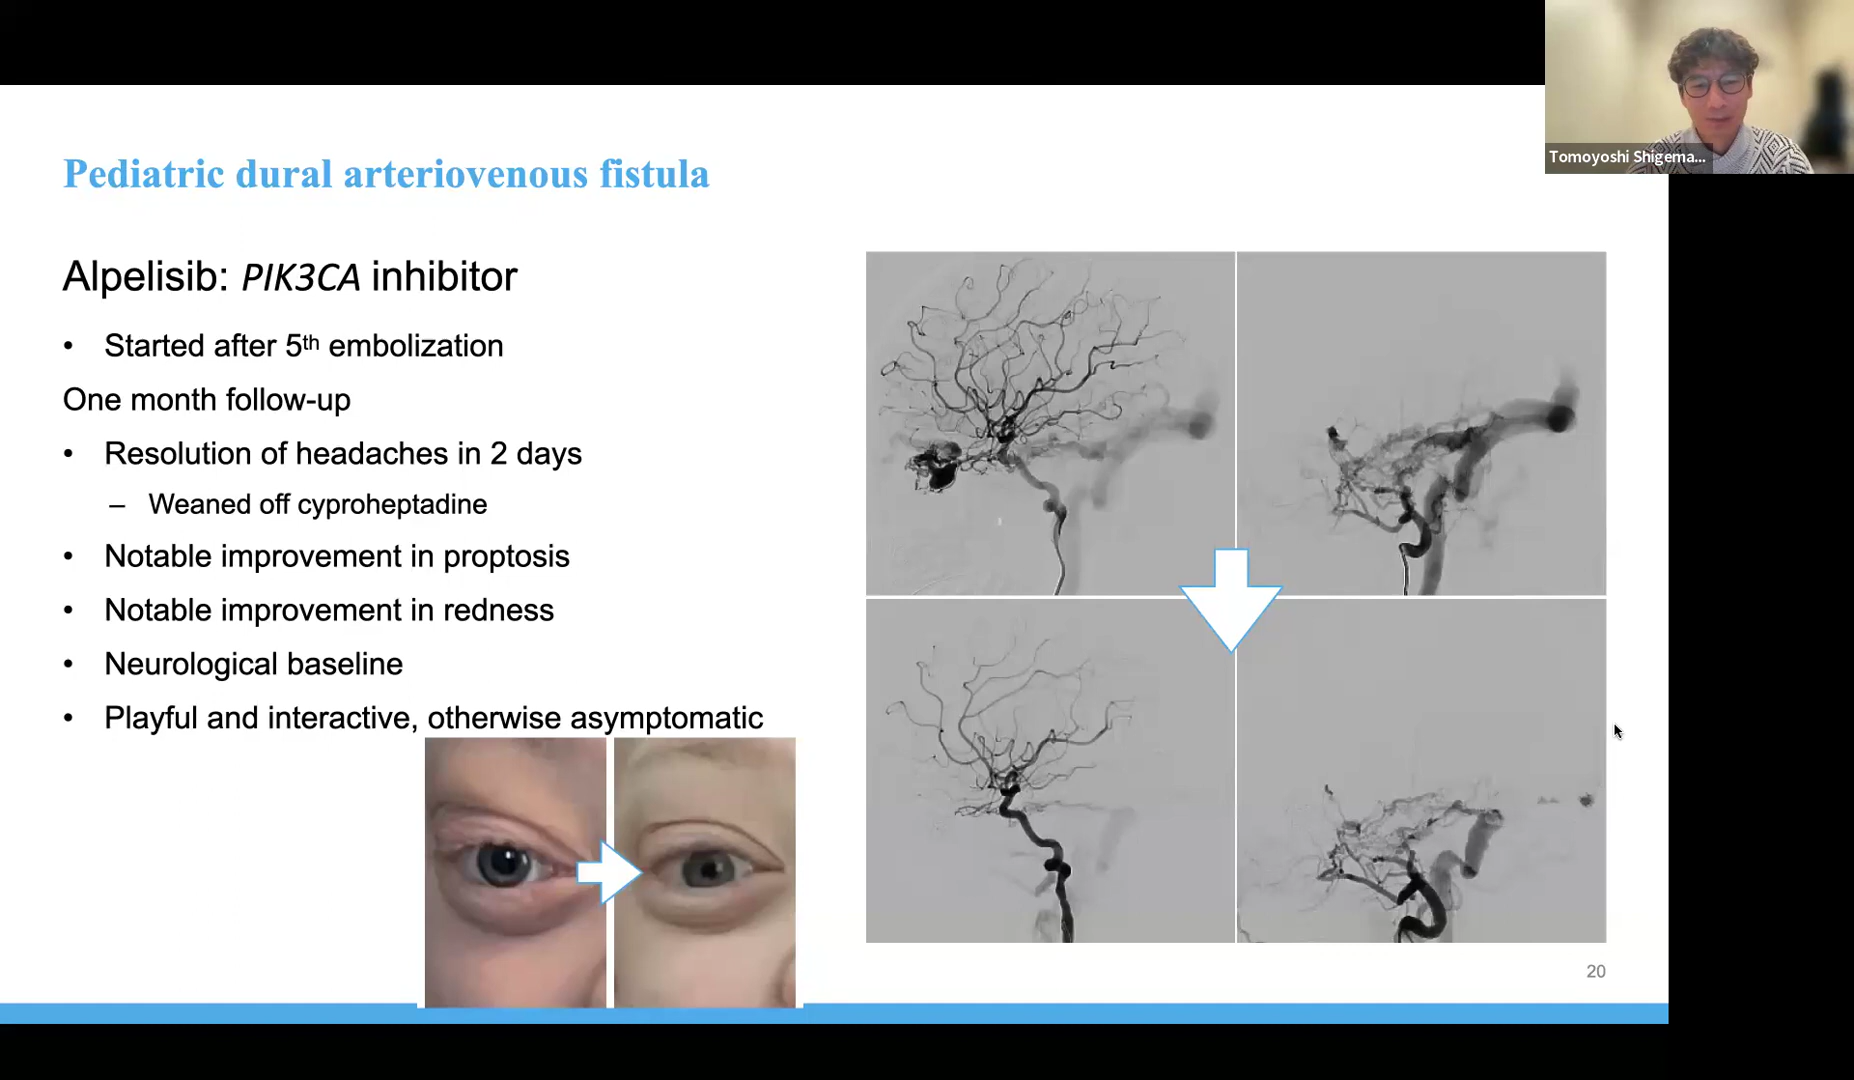 Tomoyoshi Shigema...
Pediatric dural arteriovenous fistula
Alpelisib: PIK3CA inhibitor
• Started after 5th embolization
One month follow-up
• Resolution of headaches in 2 days
– Weaned off cyproheptadine
• Notable improvement in proptosis
• Notable improvement in redness
• Neurological baseline
• Playful and interactive, otherwise asymptomatic
20